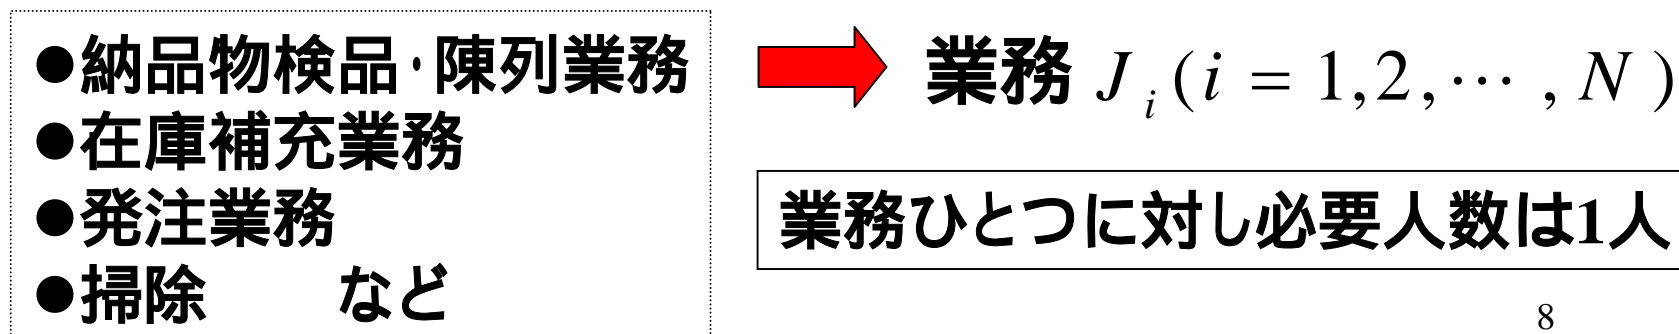 ●納品物検品・陳列業務
●在庫補充業務
●発注業務
●掃除 など
業務 J_i (i = 1,2,⋯, N )
業務ひとつに対し必要人数は1人
8